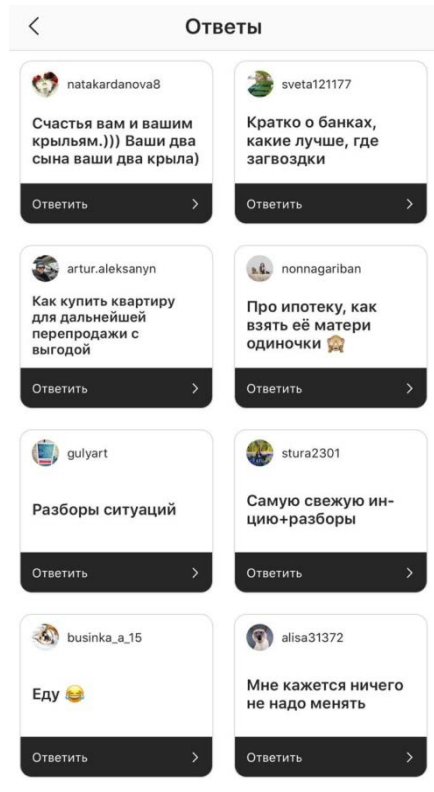 Ответы
natakardanova8
Счастья вам и вашим
крыльям.))) Ваши два
сына ваши два крыла)
Ответить
sveta121177
Кратко о банках,
какие лучше, где
загвоздки
Ответить
artur.aleksanyn
Как купить квартиру
для дальнейшей
перепродажи с
выгодой
Ответить
nonnagariban
Про ипотеку, как
взять её матери
одиночки 🙈
Ответить
gulyart
Разборы ситуаций
Ответить
stura2301
Самую свежую ин-
цию+разборы
Ответить
businka_a_15
Еду 😂
Ответить
alisa31372
Мне кажется ничего
не надо менять
Ответить